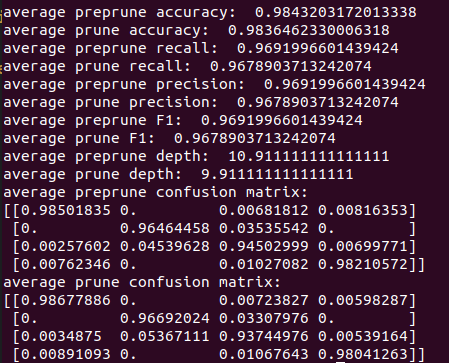 average preprune accuracy:  0.9843203172013338
average prune accuracy:  0.9836462330006318
average preprune recall:  0.9691996601439424
average prune recall:  0.9678903713242074
average preprune precision:  0.9691996601439424
average prune precision:  0.9678903713242074
average preprune F1:  0.9691996601439424
average prune F1:  0.9678903713242074
average preprune depth:  10.911111111111111
average prune depth:  9.911111111111111
average preprune confusion matrix:
[[0.98501835 0.         0.00681812 0.00816353]
 [0.         0.96464458 0.03535542 0.        ]
 [0.00257602 0.04539628 0.94502999 0.00699771]
 [0.00762346 0.         0.01027082 0.98210572]]
average prune confusion matrix:
[[0.98677886 0.         0.00723827 0.00598287]
 [0.         0.96692024 0.03307976 0.        ]
 [0.0034875  0.05367111 0.93744976 0.00539164]
 [0.00891093 0.         0.01067643 0.98041263]]